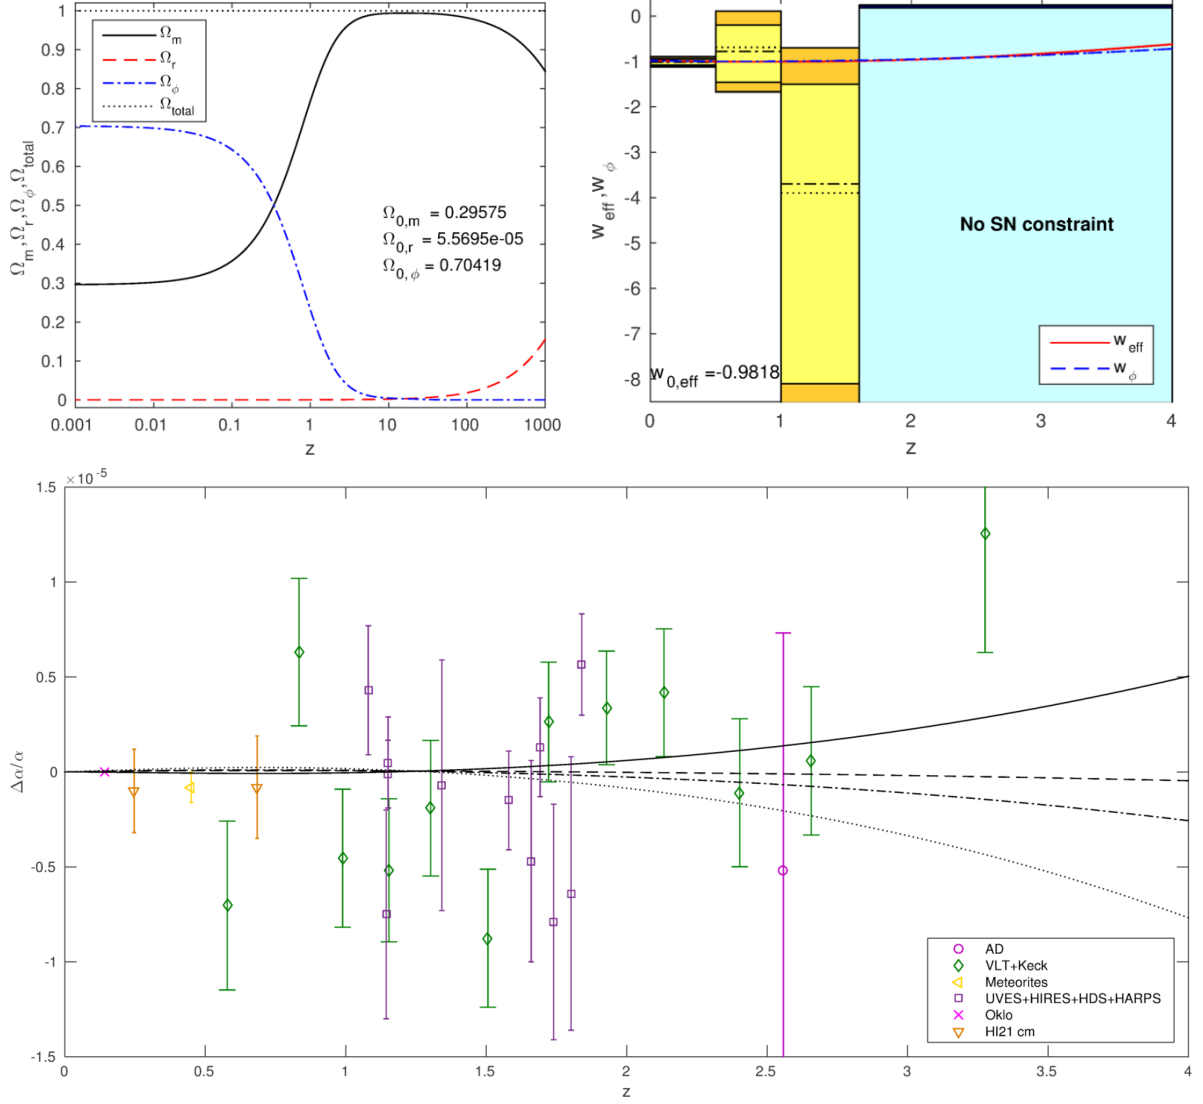 1
0.9
0.8
0.7
0.6
0.5
0.4
0.3
0.2
0.1
0
Ω_m, Ω_r, Ω_ϕ, Ω_total
Ω_m
Ω_r
Ω_ϕ
Ω_total
Ω_0,m = 0.29575
Ω_0,r = 5.5695e-05
Ω_0,ϕ = 0.70419
0.001 0.01 0.1 1 10 100 1000
z
0
-1
-2
-3
-4
-5
-6
-7
-8
w_eff, w_ϕ
No SN constraint
w_eff
w_ϕ
w_0,eff =-0.9818
0 1 2 3 4
z
×10^-5
1.5
1
0.5
0
-0.5
-1
-1.5
Δα/α
AD
VLT+Keck
Meteorites
UVES+HIRES+HDS+HARPS
Oklo
HI21 cm
0 0.5 1 1.5 2 2.5 3 3.5 4
z